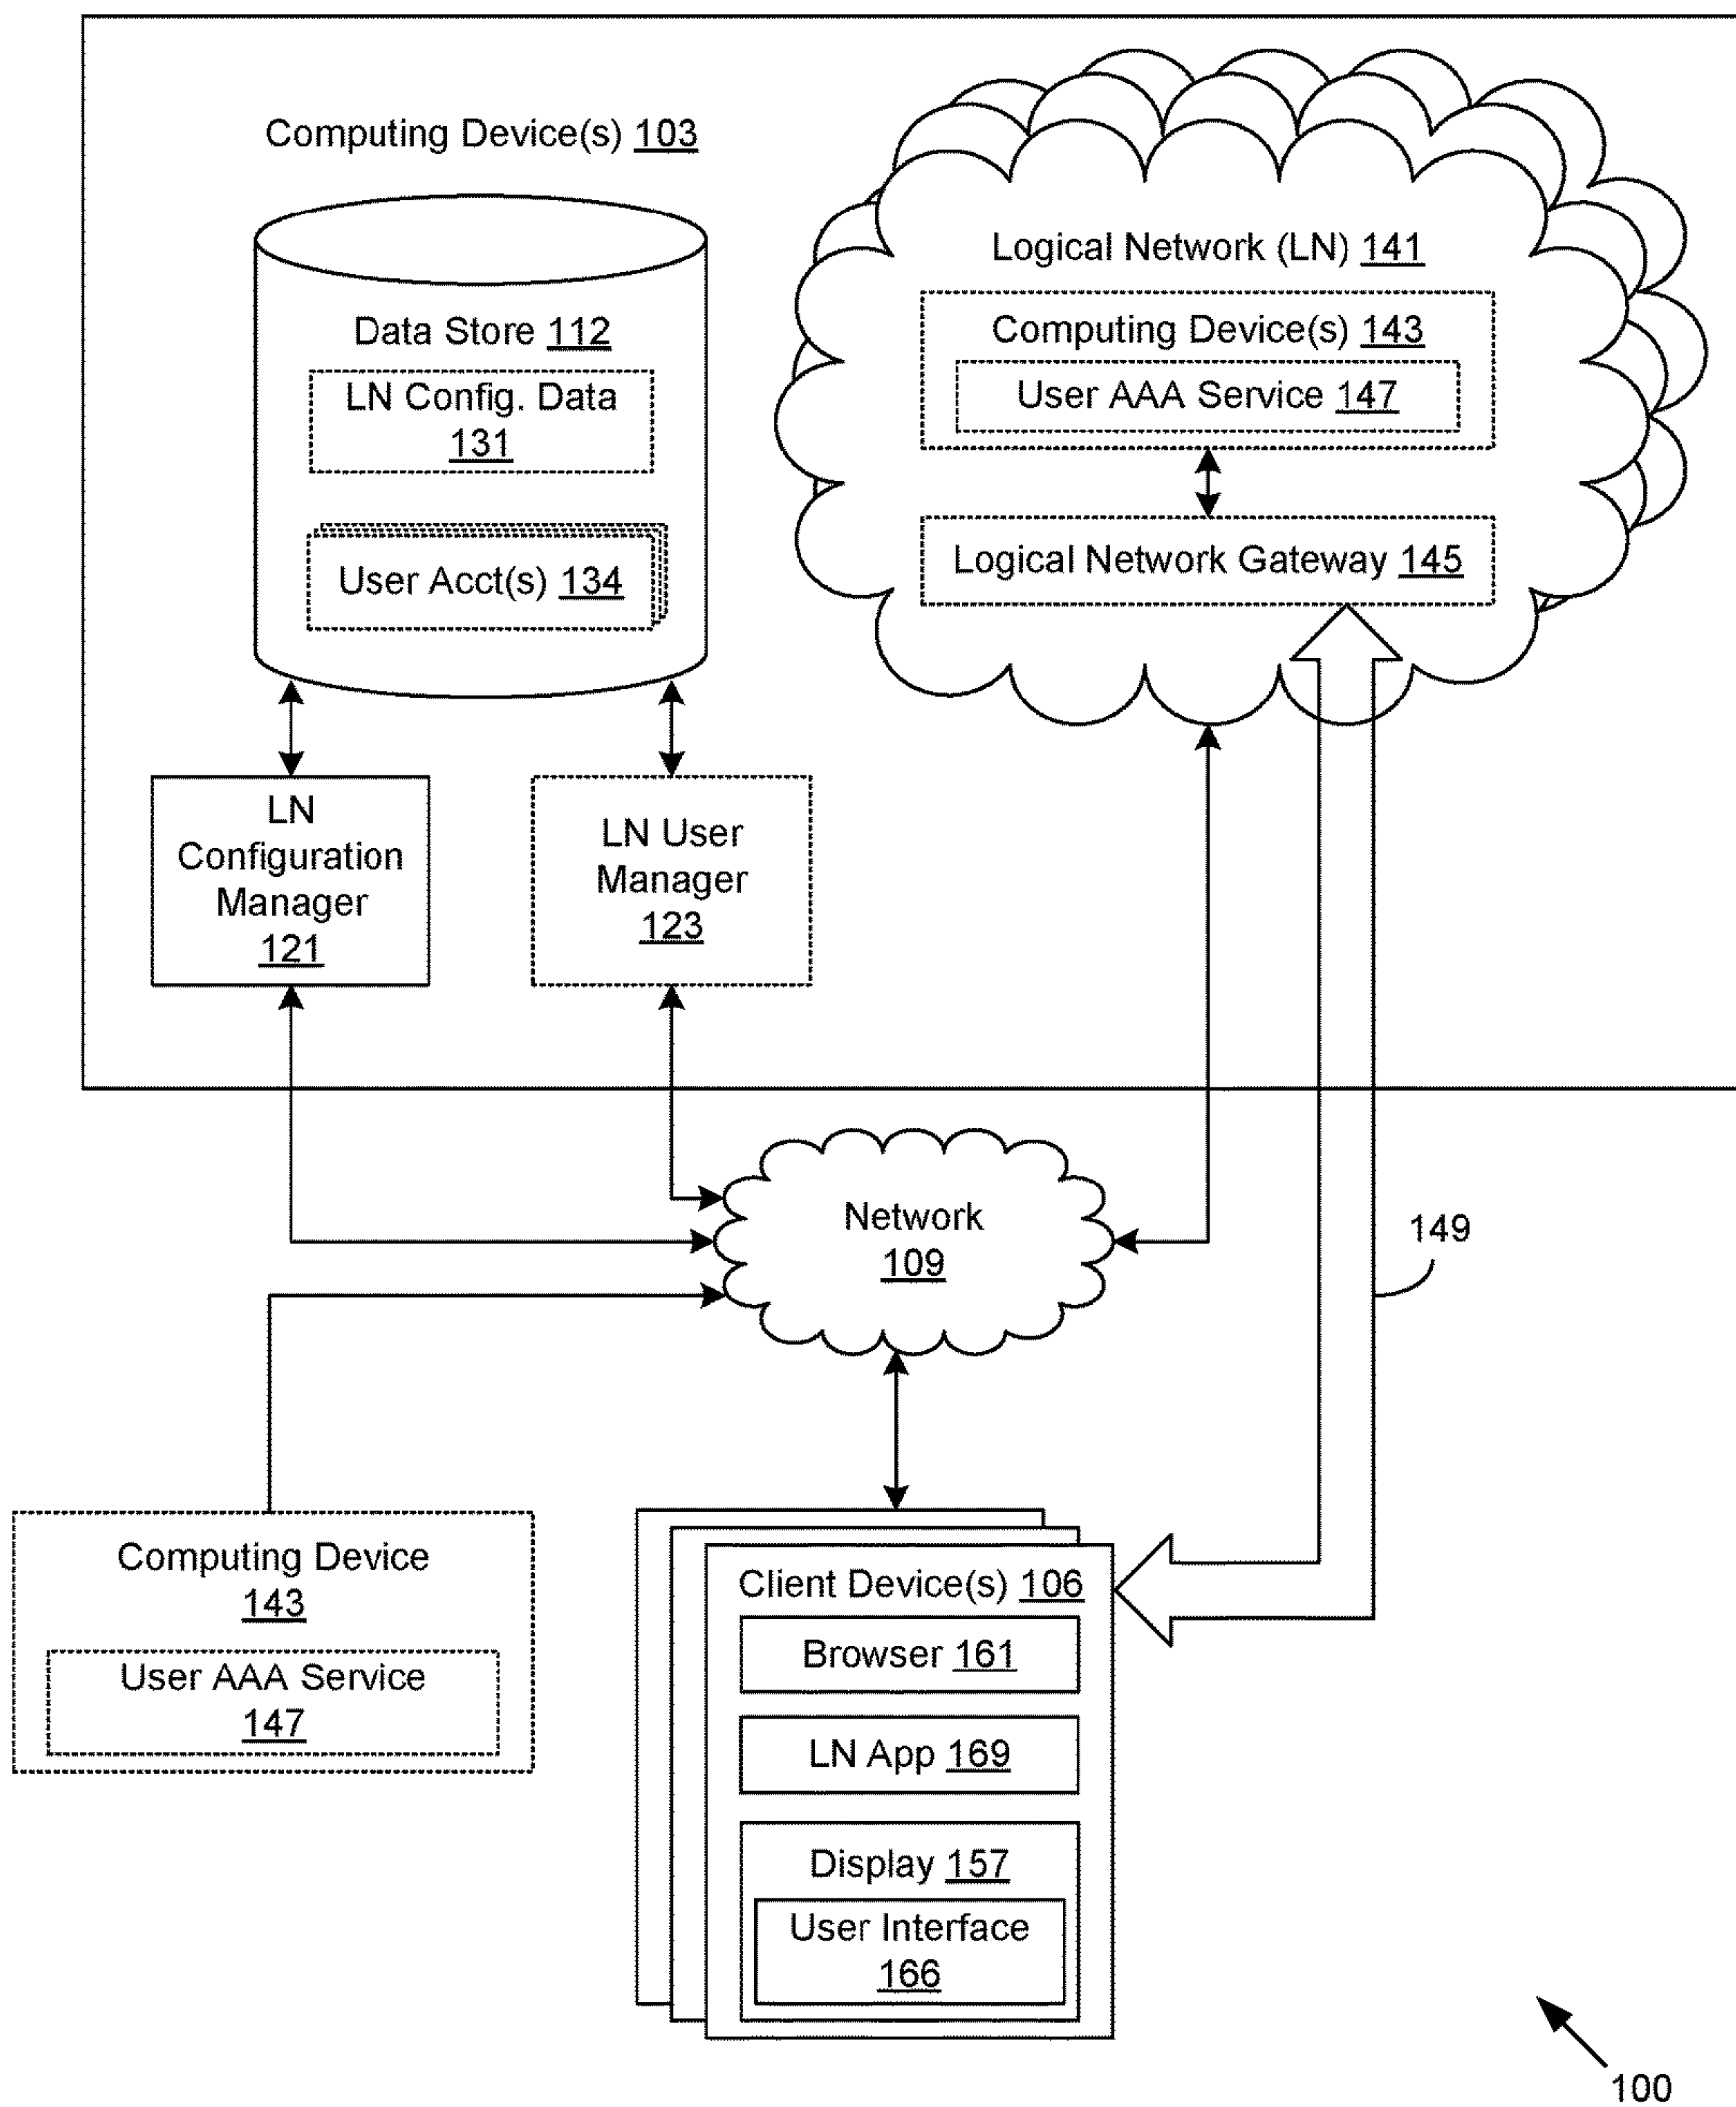 Computing Device(s) 103
Data Store 112
LN Config. Data
131
User Acct(s) 134
Logical Network (LN) 141
Computing Device(s) 143
User AAA Service 147
Logical Network Gateway 145
LN
Configuration
Manager
121
LN User
Manager
123
Network
109
149
Computing Device
143
User AAA Service
147
Client Device(s) 106
Browser 161
LN App 169
Display 157
User Interface
166
100